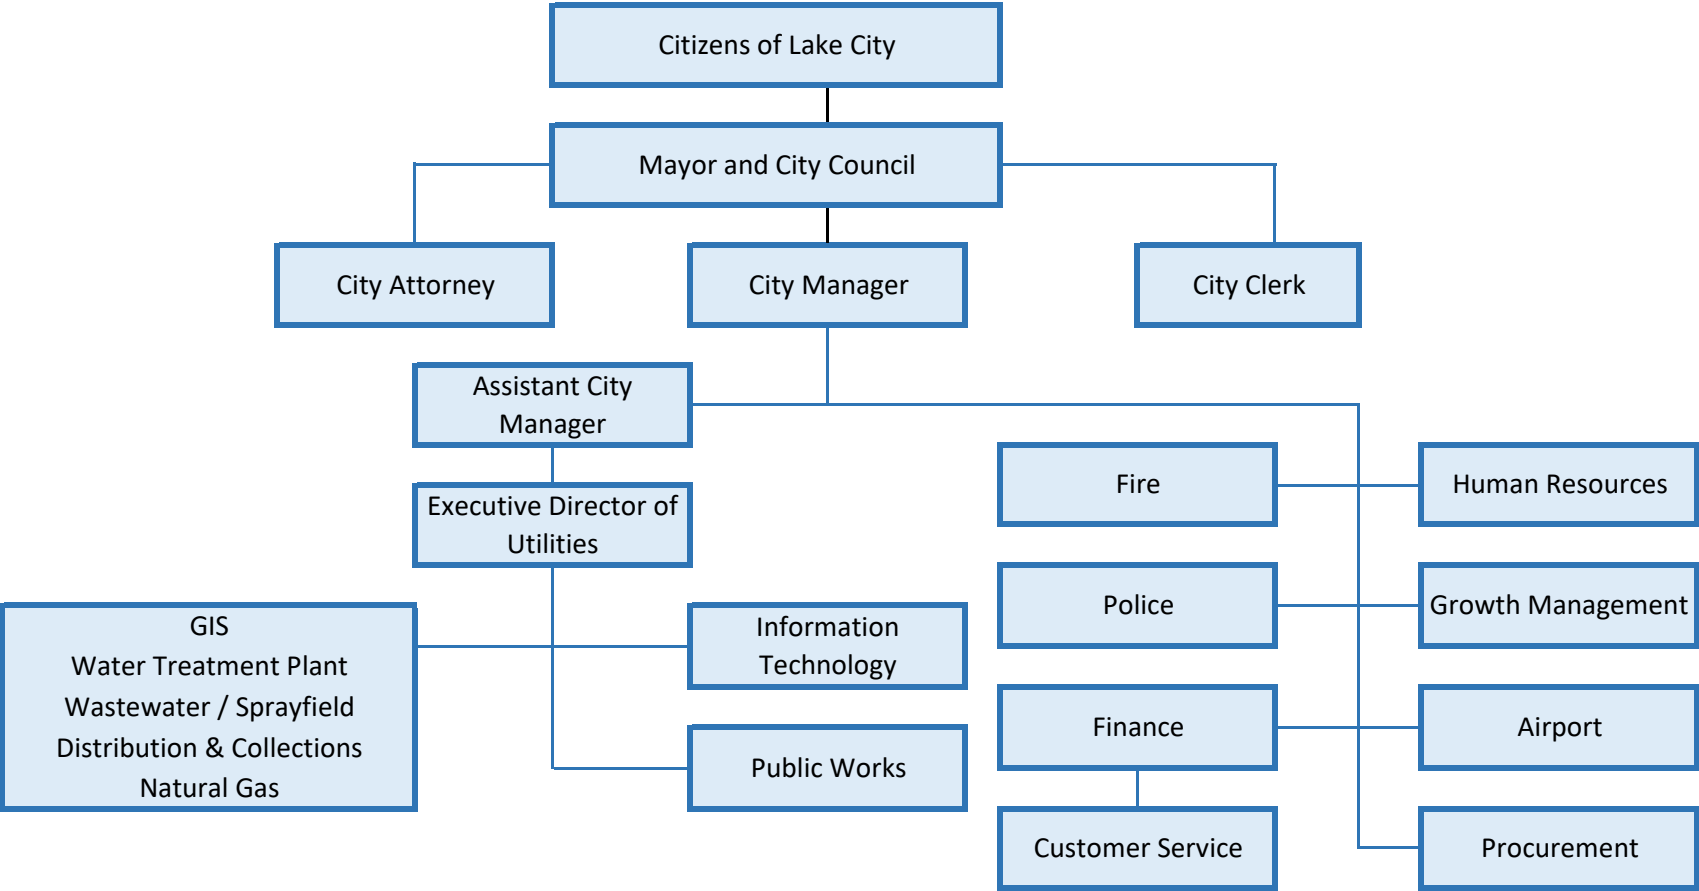 Citizens of Lake City
Mayor and City Council
City Attorney
City Manager
City Clerk
Assistant City
Manager
Executive Director of
Utilities
GIS
Water Treatment Plant
Wastewater / Sprayfield
Distribution & Collections
Natural Gas
Information
Technology
Public Works
Fire
Human Resources
Police
Growth Management
Finance
Airport
Customer Service
Procurement